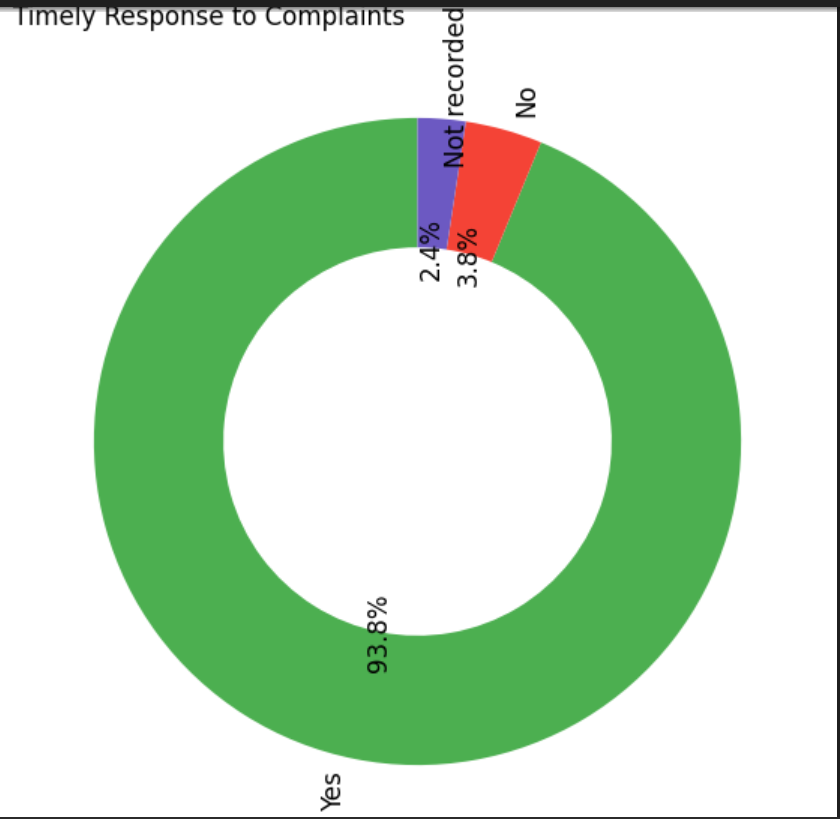 Timely Response to Complaints
Not recorded
No
2.4%
3.8%
93.8%
Yes